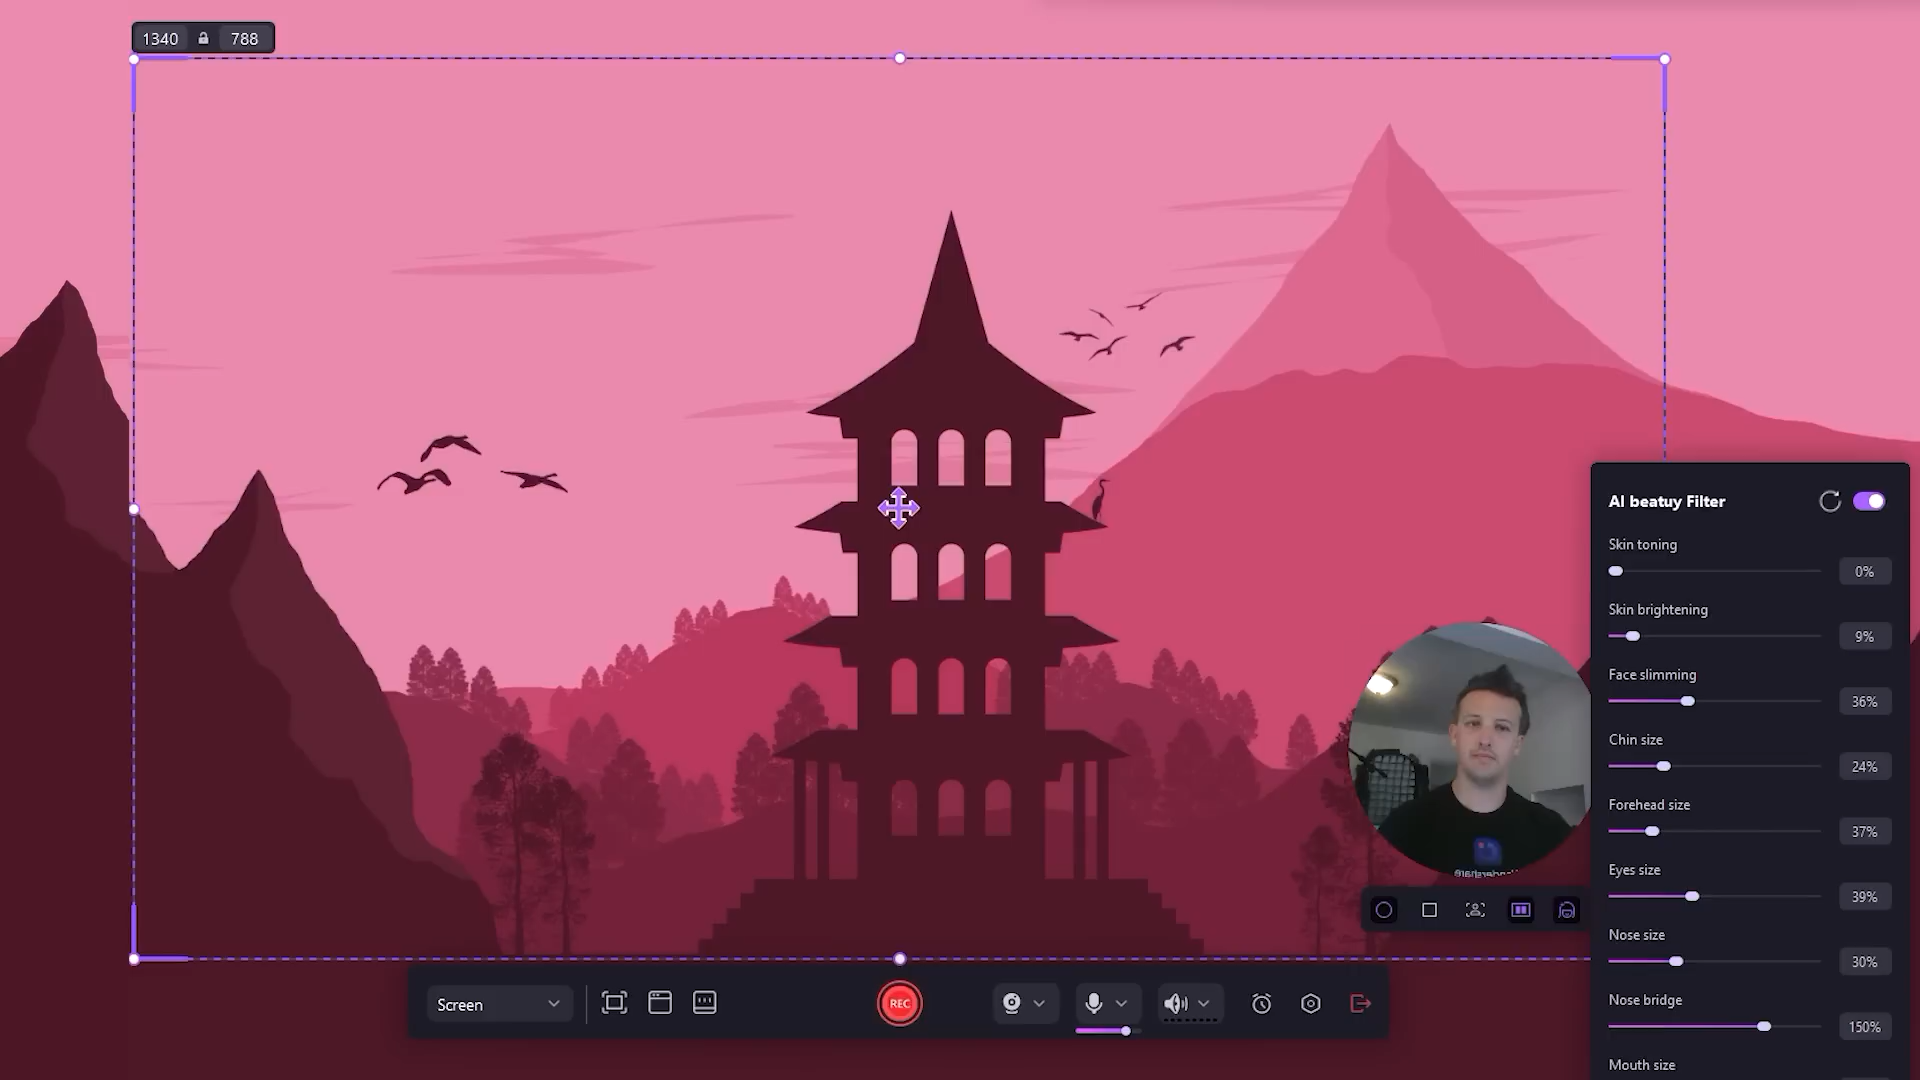 1340 788
AI beatuy Filter
Skin toning
0%
Skin brightening
9%
Face slimming
36%
Chin size
24%
Forehead size
37%
Eyes size
39%
Nose size
30%
Nose bridge
150%
Mouth size
Screen
REC